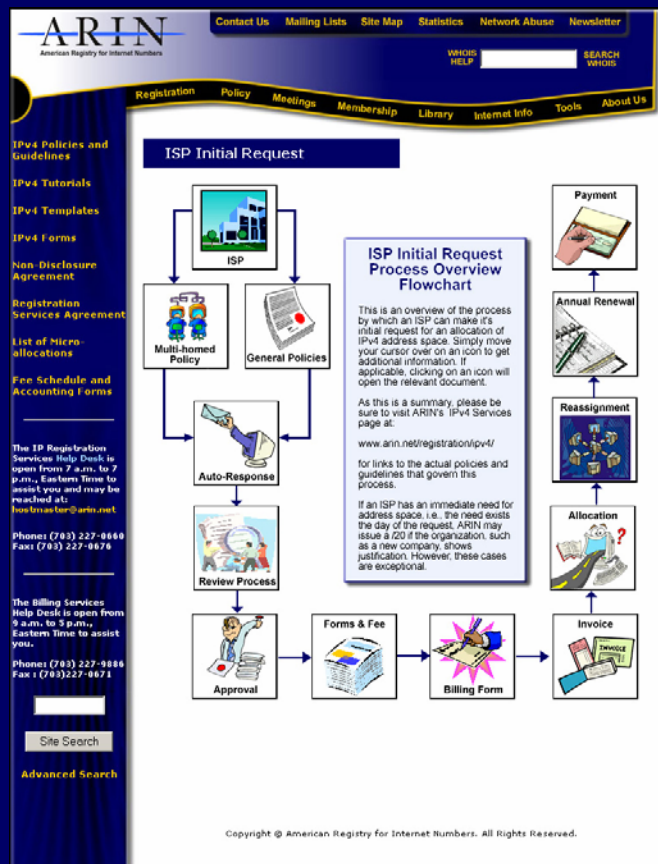 ARIN
American Registry for Internet Numbers
Contact Us Mailing Lists Site Map Statistics Network Abuse Newsletter
WHOIS
HELP
SEARCH
WHOIS
Registration Policy Meetings Membership Library Internet Info Tools About Us
IPv4 Policies and
Guidelines
IPv4 Tutorials
IPv4 Templates
IPv4 Forms
Non-Disclosure
Agreement
Registration
Services Agreement
List of Micro-
allocations
Fee Schedule and
Accounting Forms
The IP Registration
Services Help Desk is
open from 7 a.m. to 7
p.m., Eastern Time to
assist you and may be
reached at:
hostmaster@arin.net
Phone: (703) 227-0660
Fax: (703) 227-0676
The Billing Services
Help Desk is open from
9 a.m. to 5 p.m.,
Eastern Time to assist
you.
Phone: (703) 227-9886
Fax : (703)227-0671
Site Search
Advanced Search
ISP Initial Request
ISP
Multi-homed
Policy
General Policies
Auto-Response
Review Process
Approval
Forms & Fee
Billing Form
Invoice
INVOICE
Allocation
Reassignment
Annual Renewal
Payment
ISP Initial Request
Process Overview
Flowchart
This is an overview of the process
by which an ISP can make it's
initial request for an allocation of
IPv4 address space. Simply move
your cursor over on an icon to get
additional information. If
applicable, clicking on an icon will
open the relevant document.
As this is a summary, please be
sure to visit ARIN's IPv4 Services
page at:
www.arin.net/registration/ipv4/
for links to the actual policies and
guidelines that govern this
process.
If an ISP has an immediate need for
address space, i.e., the need exists
the day of the request, ARIN may
issue a /20 if the organization, such
as a new company, shows
justification. However, these cases
are exceptional.
Copyright @ American Registry for Internet Numbers. All Rights Reserved.